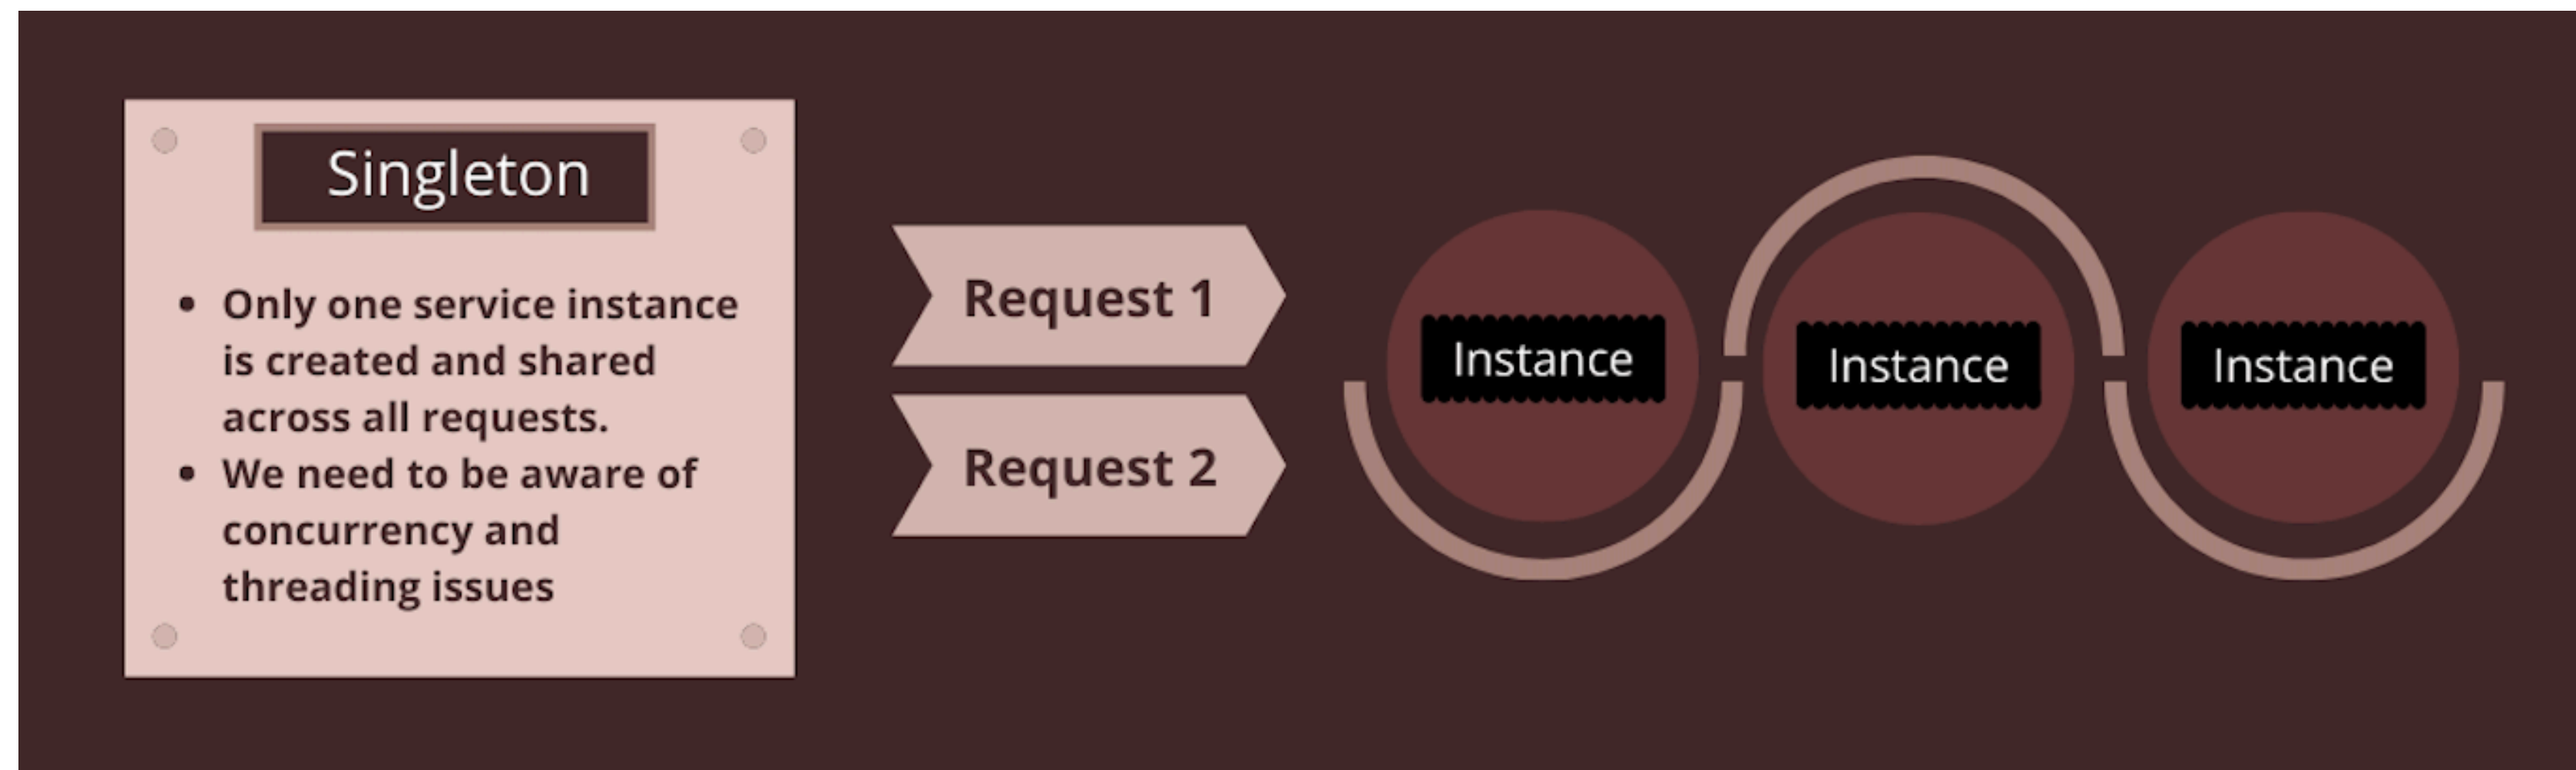 Singleton
• Only one service instance
is created and shared
across all requests.
• We need to be aware of
concurrency and
threading issues
Request 1
Request 2
Instance
Instance
Instance